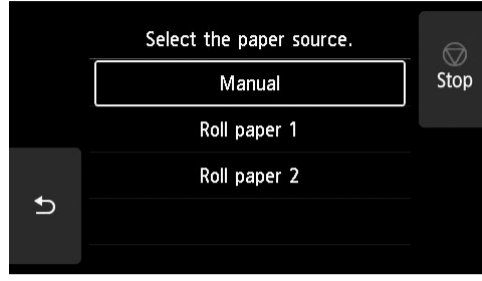 Select the paper source.
Manual
Stop
Roll paper 1
Roll paper 2